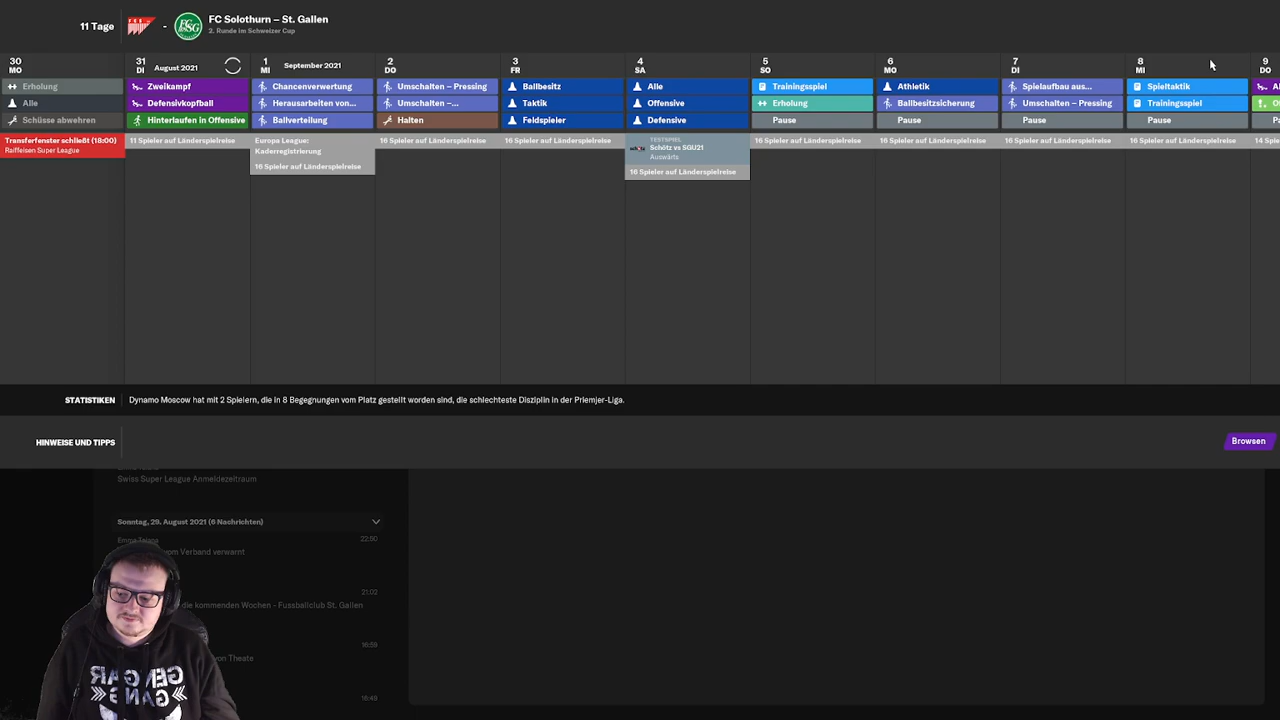 11 Tage
FC Solothurn – St. Gallen
2. Runde im Schweizer Cup
30
MO
31
DI
August 2021
1
MI
September 2021
2
DO
3
FR
4
SA
5
SO
6
MO
7
DI
8
MI
9
DO
Erholung
Alle
Schüsse abwehren
Transferfenster schließt (18:00)
Raiffeisen Super League
Zweikampf
Defensivkopfball
Hinterlaufen in Offensive
11 Spieler auf Länderspielreise
Chancenverwertung
Herausarbeiten von...
Ballverteilung
Europa League:
Kaderregistrierung
16 Spieler auf Länderspielreise
Umschalten – Pressing
Umschalten –...
Halten
16 Spieler auf Länderspielreise
Ballbesitz
Taktik
Feldspieler
16 Spieler auf Länderspielreise
Alle
Offensive
Defensive
TESTSPIEL
Schötz vs SGU21
Auswärts
16 Spieler auf Länderspielreise
Trainingsspiel
Erholung
Pause
16 Spieler auf Länderspielreise
Athletik
Ballbesitzsicherung
Pause
16 Spieler auf Länderspielreise
Spielaufbau aus...
Umschalten – Pressing
Pause
16 Spieler auf Länderspielreise
Spieltaktik
Trainingsspiel
Pause
16 Spieler auf Länderspielreise
14 Spie
STATISTIKEN
Dynamo Moscow hat mit 2 Spielern, die in 8 Begegnungen vom Platz gestellt worden sind, die schlechteste Disziplin in der Priemjer-Liga.
HINWEISE UND TIPPS
Browsen
Swiss Super League Anmeldezeitraum
Sonntag, 29. August 2021 (6 Nachrichten)
22:50
vom Verband verwarnt
21:02
die kommenden Wochen - Fussballclub St. Gallen
16:59
von Theate
16:49
GENGAR
GANG